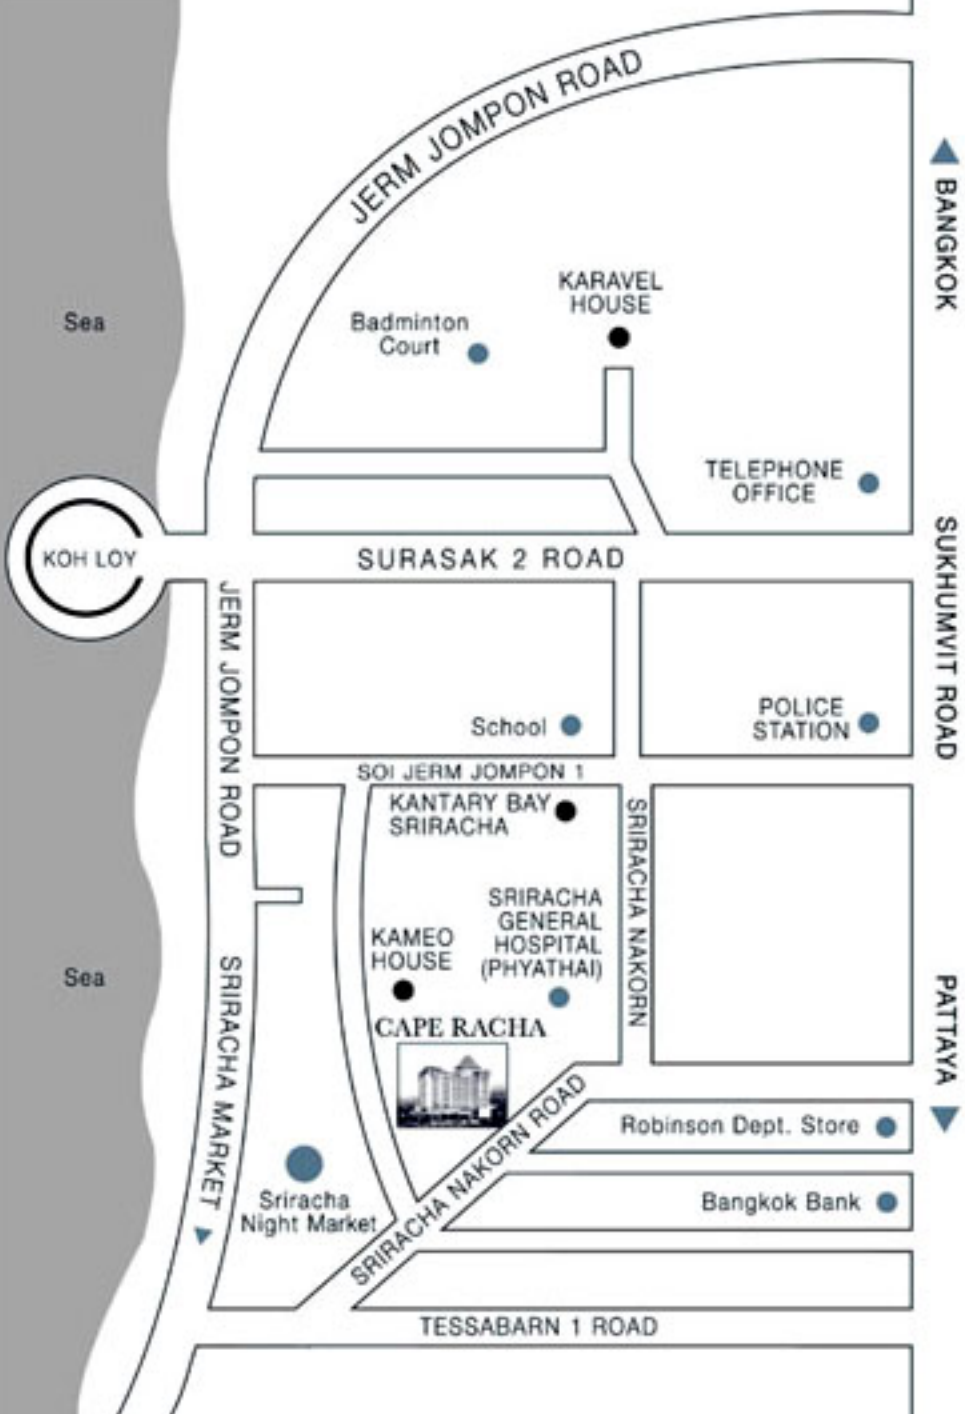 JERM JOMPON ROAD
BANGKOK
KARAVEL
HOUSE
Sea
Badminton
Court
TELEPHONE
OFFICE
KOH LOY
SURASAK 2 ROAD
SUKHUMVIT ROAD
JERM JOMPON ROAD
School
POLICE
STATION
SOI JERM JOMPON 1
KANTARY BAY
SRIRACHA
SRIRACHA NAKORN
SRIRACHA
GENERAL
HOSPITAL
(PHYATHAI)
KAMEO
HOUSE
Sea
SRIRACHA MARKET
PATTAYA
CAPE RACHA
SRIRACHA NAKORN ROAD
Robinson Dept. Store
Sriracha
Night Market
Bangkok Bank
TESSABARN 1 ROAD